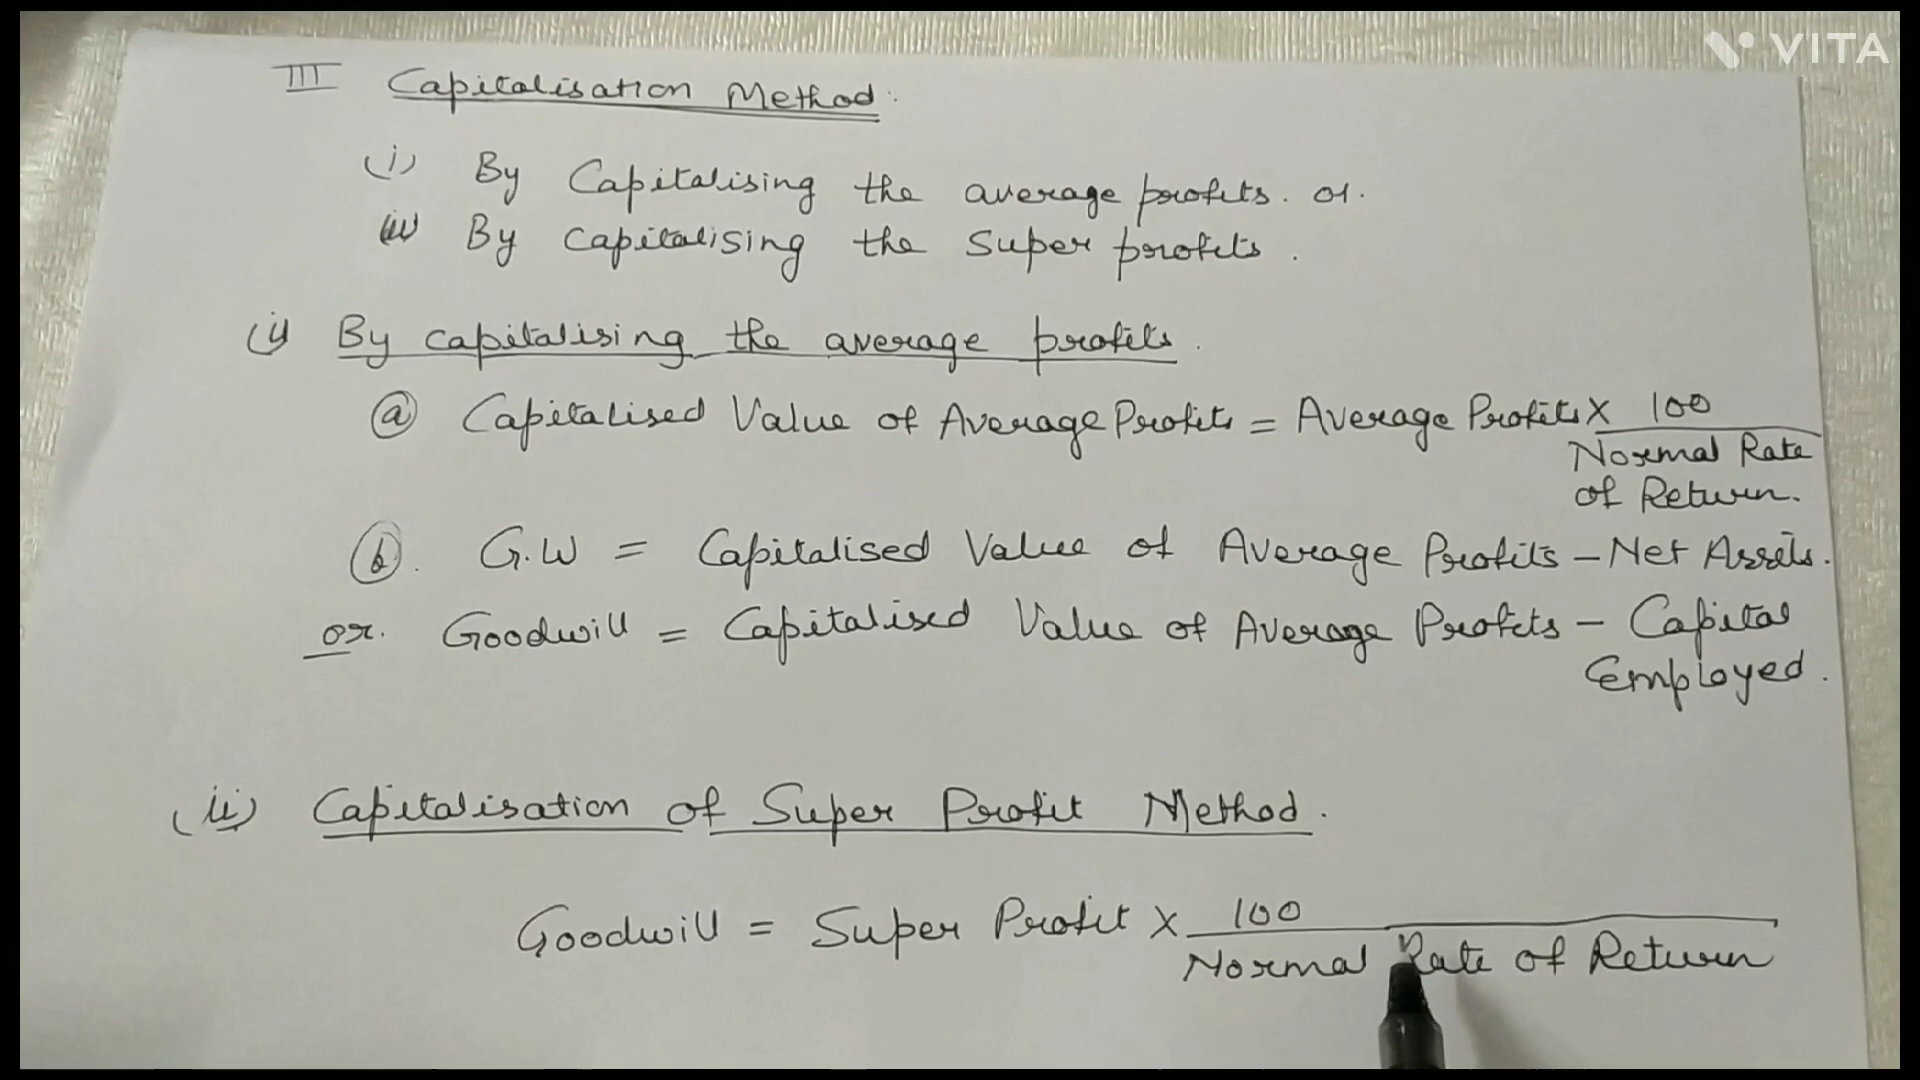 VITA
III Capitalisation Method:
(i) By Capitalising the average profits. or.
(ii) By Capitalising the Super profits.
(i) By capitalising the average profits.
(a) Capitalised Value of Average Profits = Average Profits X 100
Normal Rate
of Return.
(b). G.W = Capitalised Value of Average Profits - Net Assets.
or. Goodwill = Capitalised Value of Average Profits - Capital
Employed.
(ii) Capitalisation of Super Profit Method.
Goodwill = Super Profit X 100
Normal Rate of Return